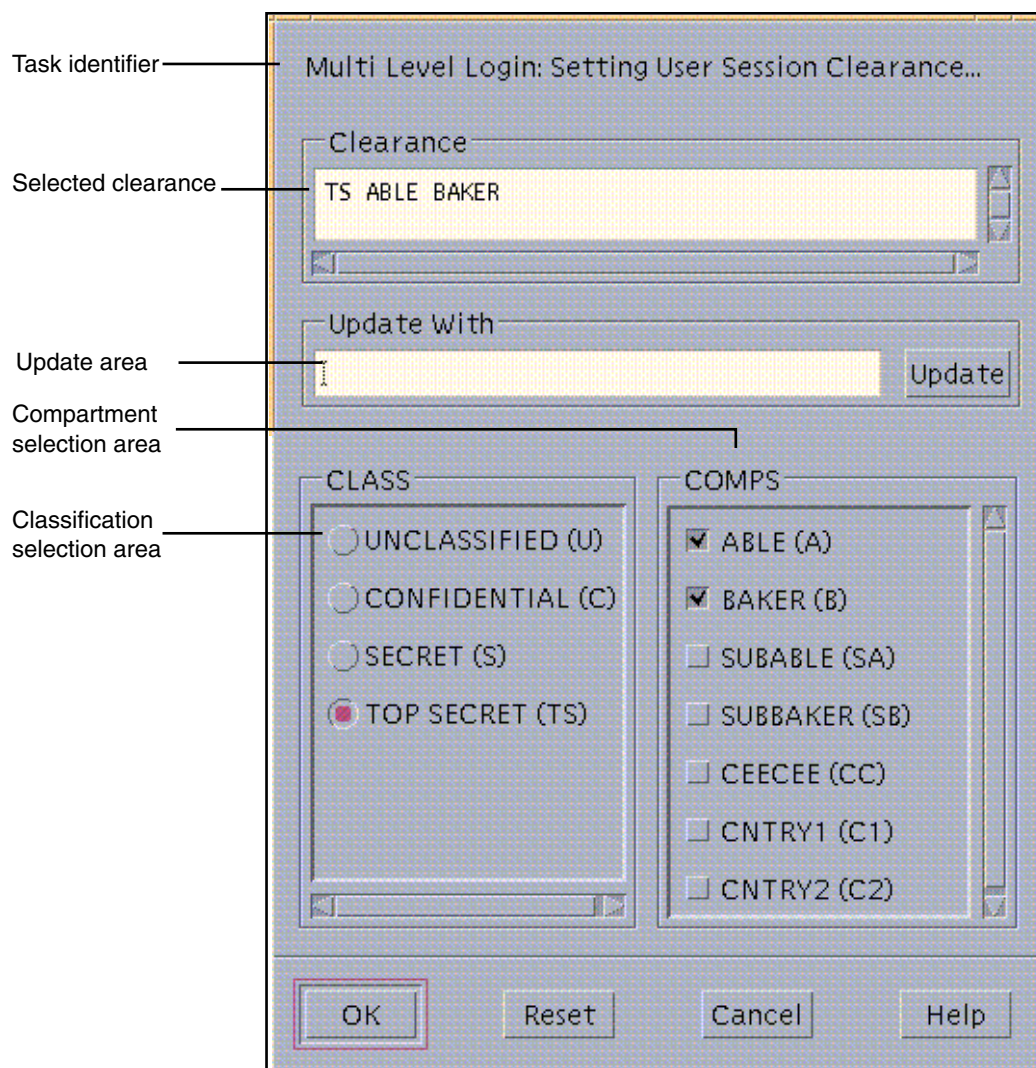 Task identifier
Multi Level Login: Setting User Session Clearance...
Clearance
Selected clearance
TS ABLE BAKER
Update With
Update area
Update
Compartment
selection area
CLASS
COMPS
Classification
selection area
UNCLASSIFIED (U)
CONFIDENTIAL (C)
SECRET (S)
TOP SECRET (TS)
ABLE (A)
BAKER (B)
SUBABLE (SA)
SUBBAKER (SB)
CEECEE (CC)
CNTRY1 (C1)
CNTRY2 (C2)
OK
Reset
Cancel
Help